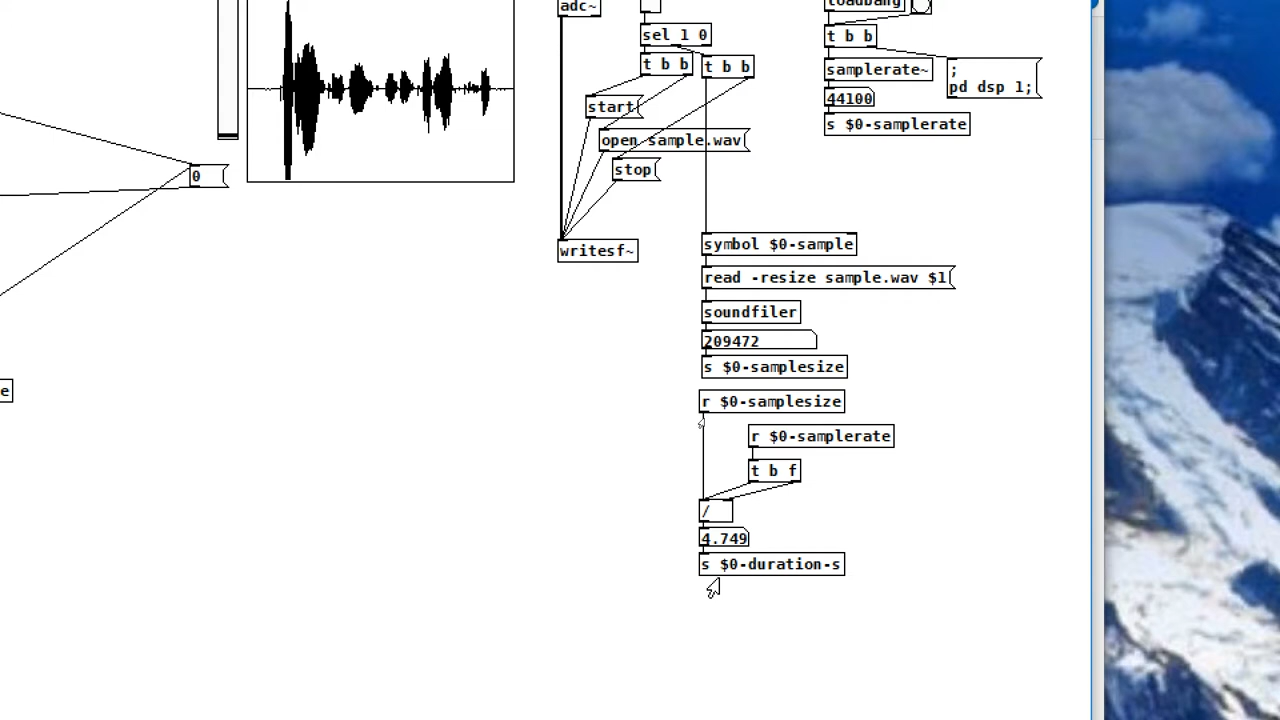 adc~
loadbang
sel 1 0
t b b
t b b
t b b
samplerate~
;
pd dsp 1;
44100
start
s $0-samplerate
open sample.wav
stop
0
symbol $0-sample
writesf~
read -resize sample.wav $1
soundfiler
209472
s $0-samplesize
e
r $0-samplesize
r $0-samplerate
t b f
/
4.749
s $0-duration-s